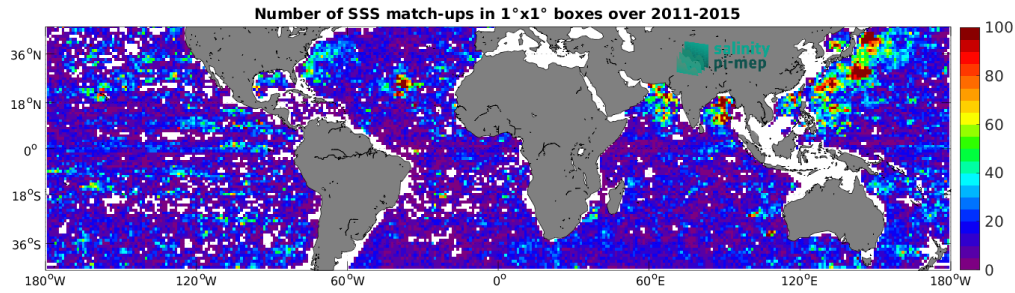 Number of SSS match-ups in 1°x1° boxes over 2011-2015
salinity
pi-mep
36°N
18°N
0°
18°S
36°S
180°W
120°W
60°W
0°
60°E
120°E
180°W
100
80
60
40
20
0